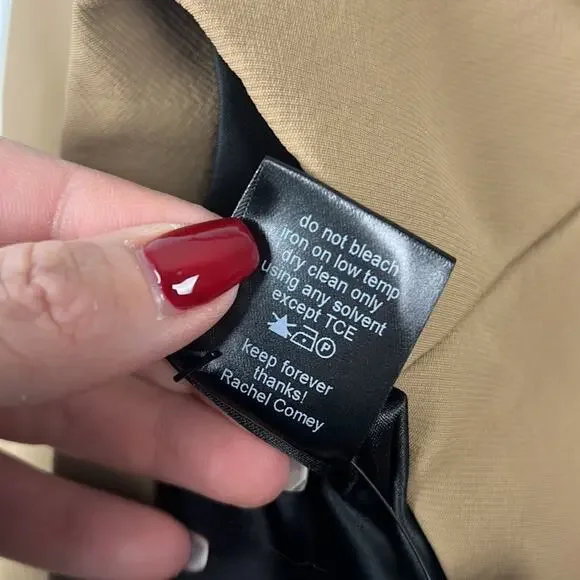 do not bleach
iron on low temp
dry clean only
using any solvent
except TCE
P
keep forever
thanks!
Rachel Comey